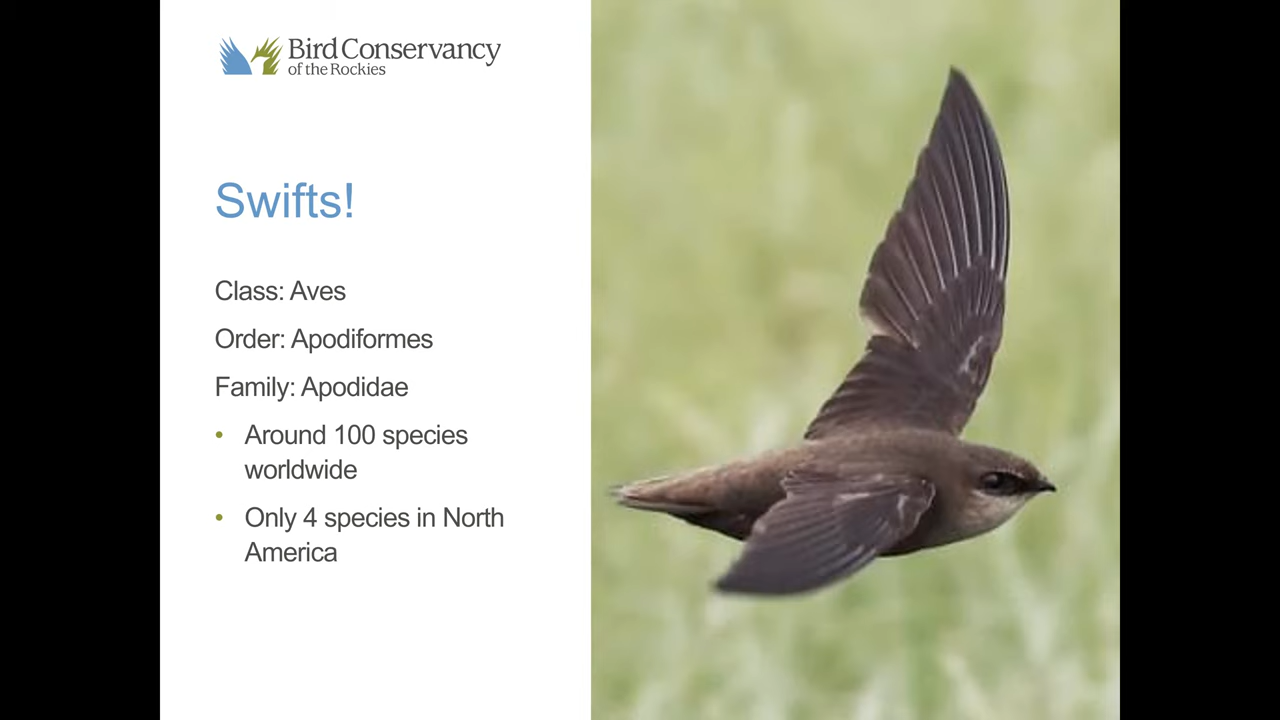 Bird Conservancy
of the Rockies
Swifts!
Class: Aves
Order: Apodiformes
Family: Apodidae
• Around 100 species
worldwide
• Only 4 species in North
America